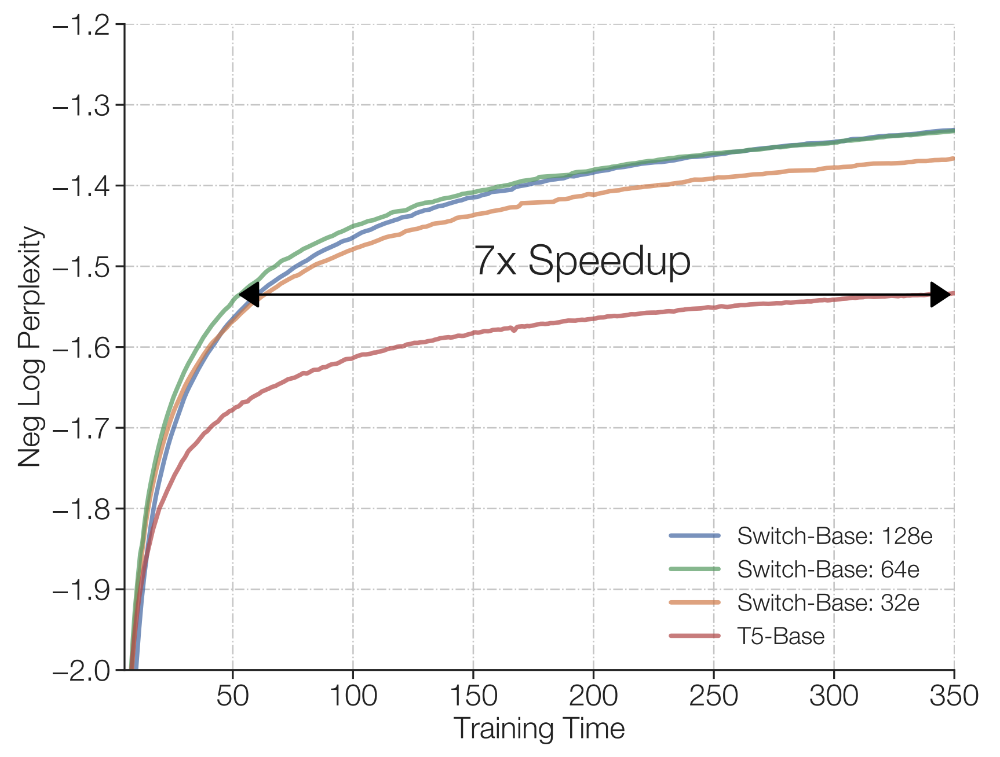 −1.2
−1.3
−1.4
−1.5
−1.6
−1.7
−1.8
−1.9
−2.0
Neg Log Perplexity
7x Speedup
Switch-Base: 128e
Switch-Base: 64e
Switch-Base: 32e
T5-Base
50 100 150 200 250 300 350
Training Time